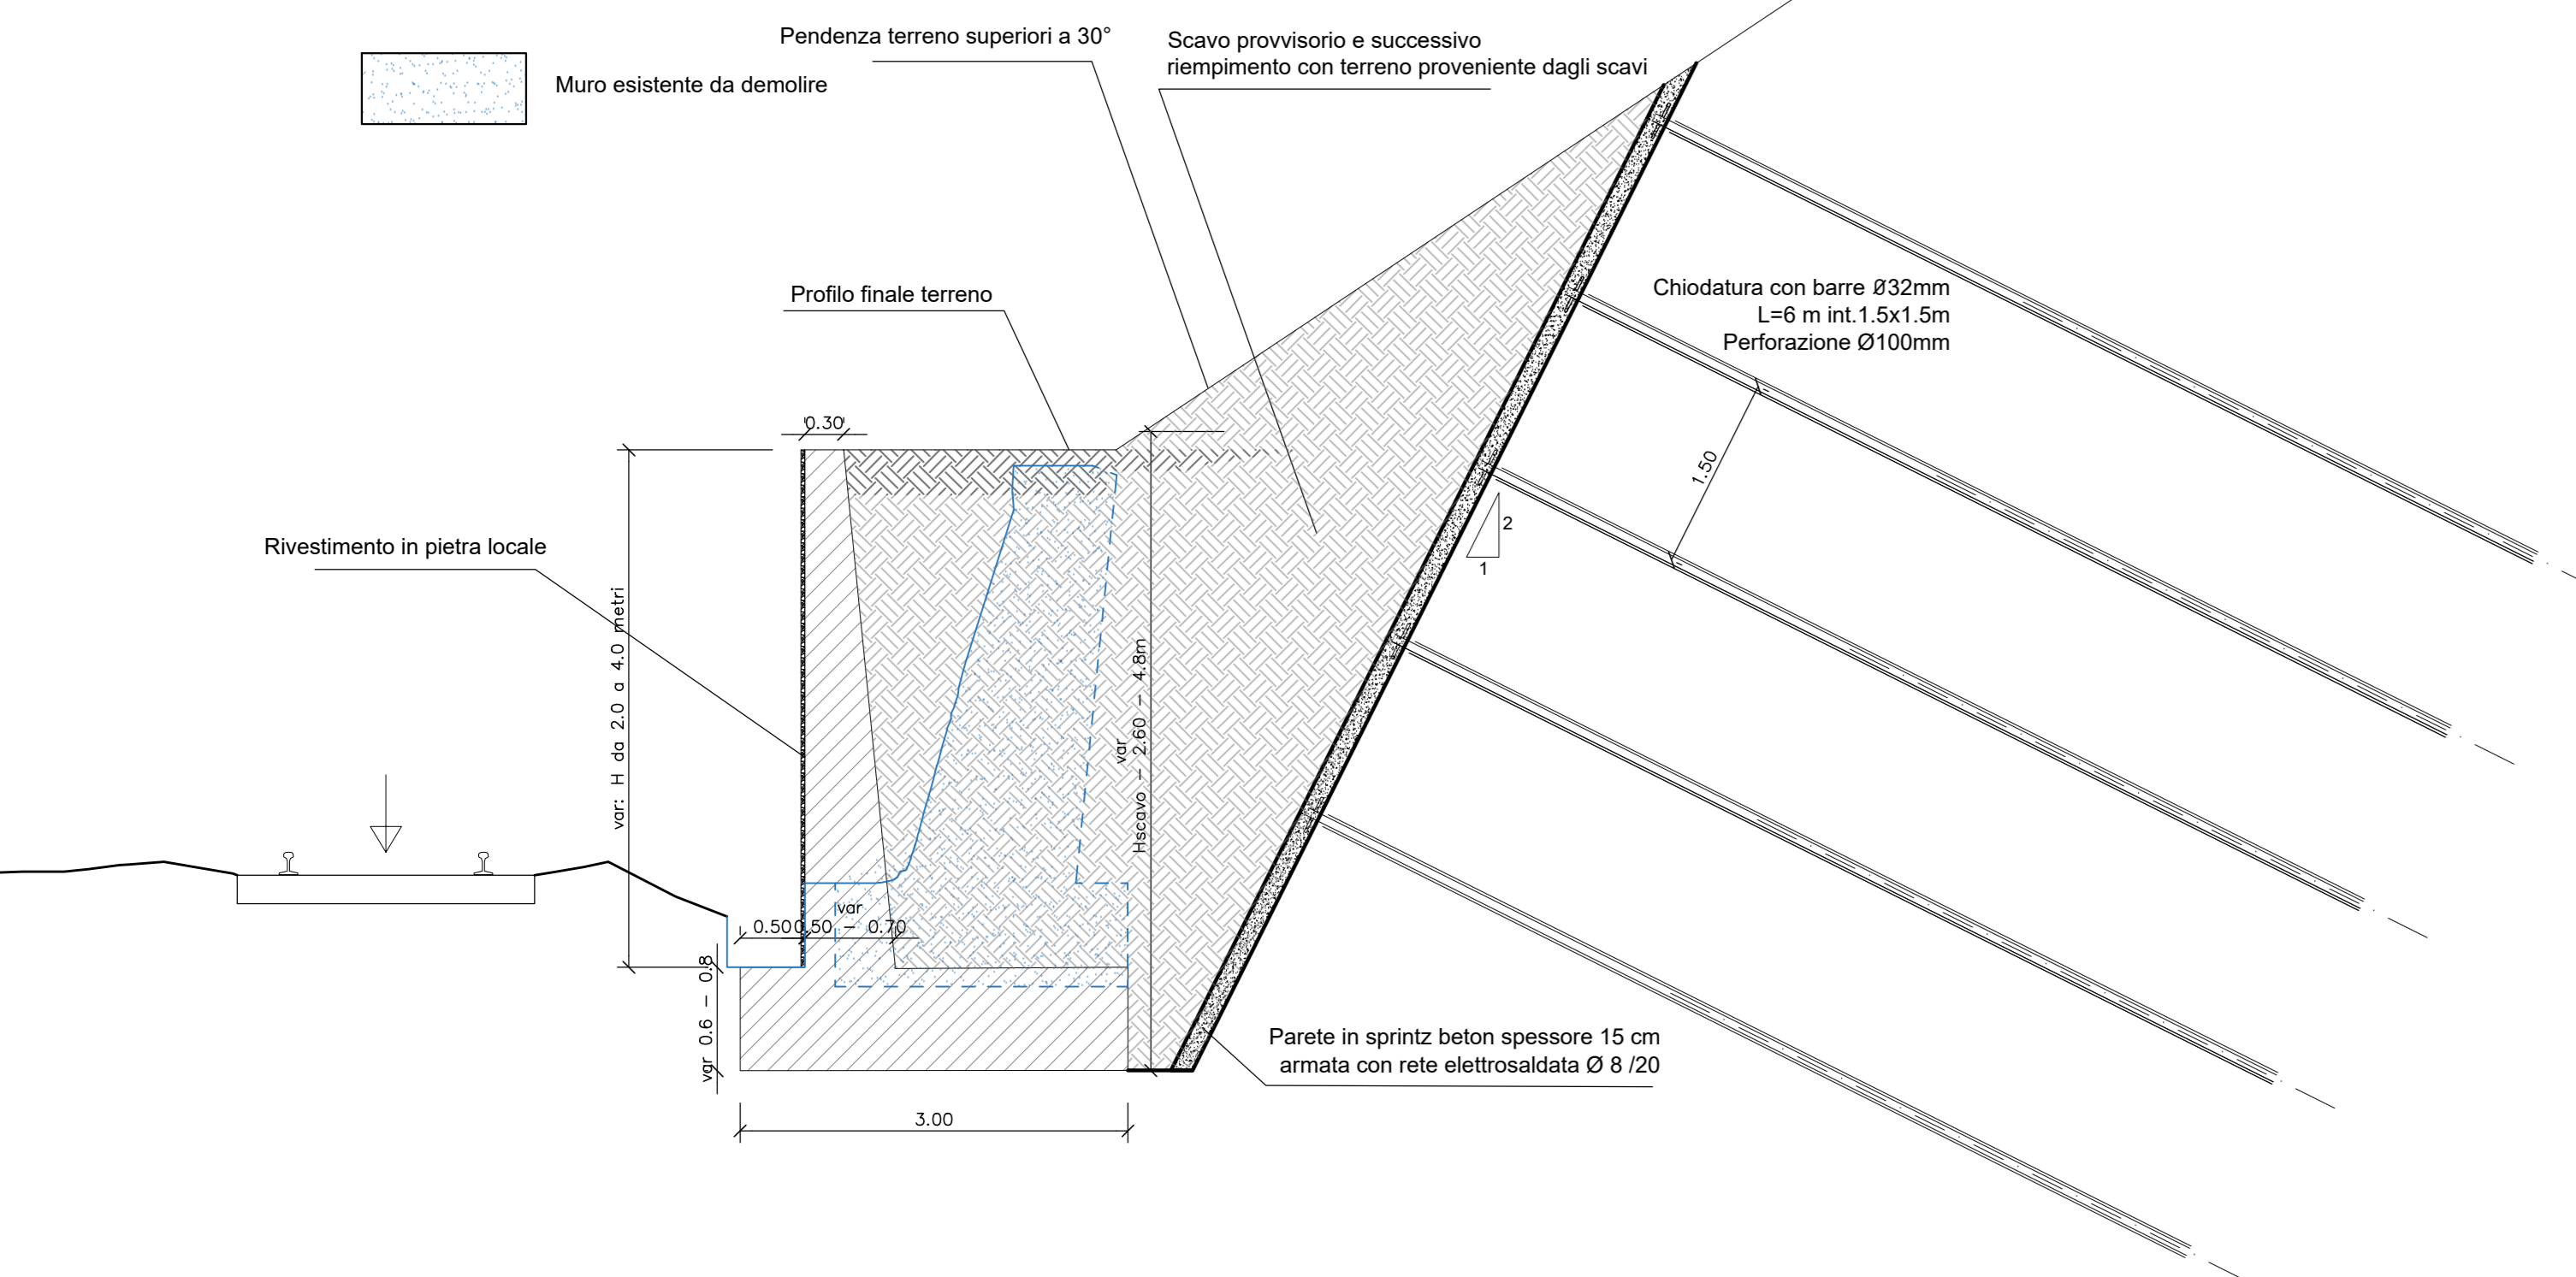 Pendenza terreno superiori a 30°
Scavo provvisorio e successivo
riempimento con terreno proveniente dagli scavi
Muro esistente da demolire
Chiodatura con barre Ø32mm
L=6 m int.1.5x1.5m
Perforazione Ø100mm
Profilo finale terreno
0.30
1.50
2
1
Rivestimento in pietra locale
var: H da 2.0 a 4.0 metri
var
Hscavo - 2.60 - 4.8m
var
0.50
0.50 - 0.70
var 0.6 - 0.8
Parete in sprintz beton spessore 15 cm
armata con rete elettrosaldata Ø 8 /20
3.00